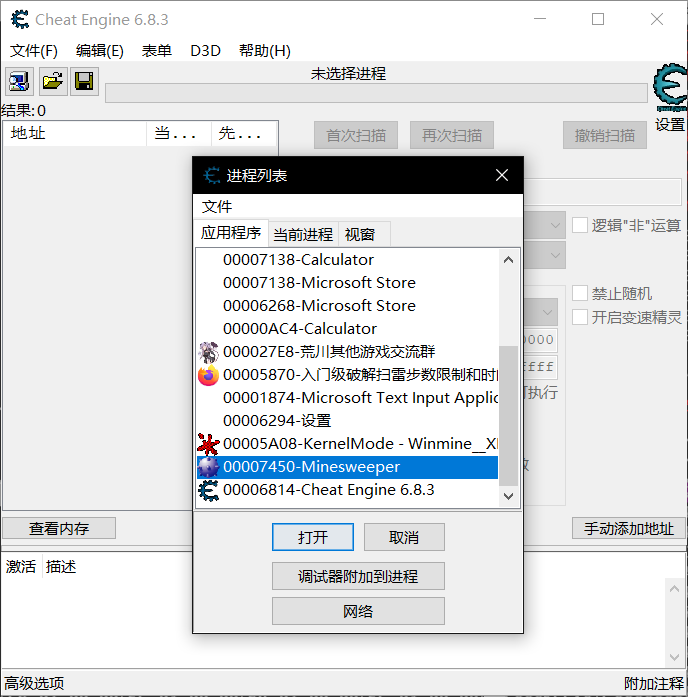 Cheat Engine 6.8.3
文件(F) 编辑(E) 表单 D3D 帮助(H)
未选择进程
结果:0
设置
地址 当... 先...
首次扫描 再次扫描 撤销扫描
进程列表
文件
应用程序 当前进程 视窗
逻辑"非"运算
00007138-Calculator
00007138-Microsoft Store
00006268-Microsoft Store
禁止随机
00000AC4-Calculator
开启变速精灵
000027E8-荒川其他游戏交流群
00005870-入门级破解扫雷步数限制和时
00001874-Microsoft Text Input Applic
可执行
00006294-设置
00005A08-KernelMode - Winmine__X
00007450-Minesweeper
00006814-Cheat Engine 6.8.3
查看内存 打开 取消 手动添加地址
激活 描述
调试器附加到进程
网络
高级选项 附加注释